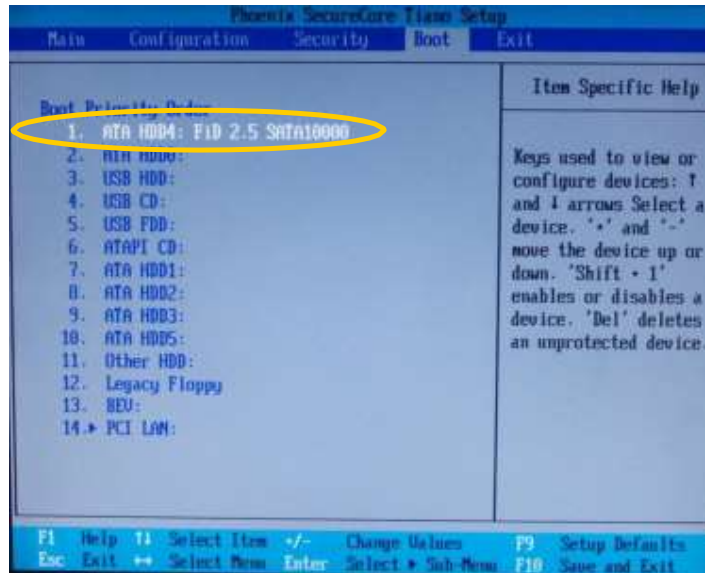 Phoenix SecureCore Tiano Setup
Main Configuration Security Boot Exit
Boot Priority Order
1. ATA HDD4: FiD 2.5 SATA10000
2. ATA HDD0:
3. USB HDD:
4. USB CD:
5. USB FDD:
6. ATAPI CD:
7. ATA HDD1:
8. ATA HDD2:
9. ATA HDD3:
10. ATA HDD5:
11. Other HDD:
12. Legacy Floppy
13. BEV:
14.▸ PCI LAN:
Item Specific Help
Keys used to view or
configure devices: ↑
and ↓ arrows Select a
device. '+' and '-'
move the device up or
down. 'Shift + 1'
enables or disables a
device. 'Del' deletes
an unprotected device.
F1 Help ↑↓ Select Item +/- Change Values F9 Setup Defaults
Esc Exit ↔ Select Menu Enter Select ▸ Sub-Menu F10 Save and Exit